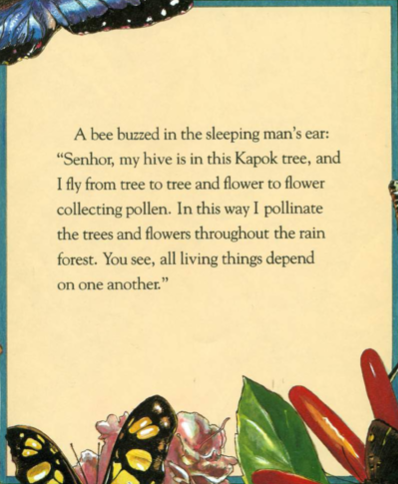 A bee buzzed in the sleeping man's ear:
“Senhor, my hive is in this Kapok tree, and
I fly from tree to tree and flower to flower
collecting pollen. In this way I pollinate
the trees and flowers throughout the rain
forest. You see, all living things depend
on one another.”